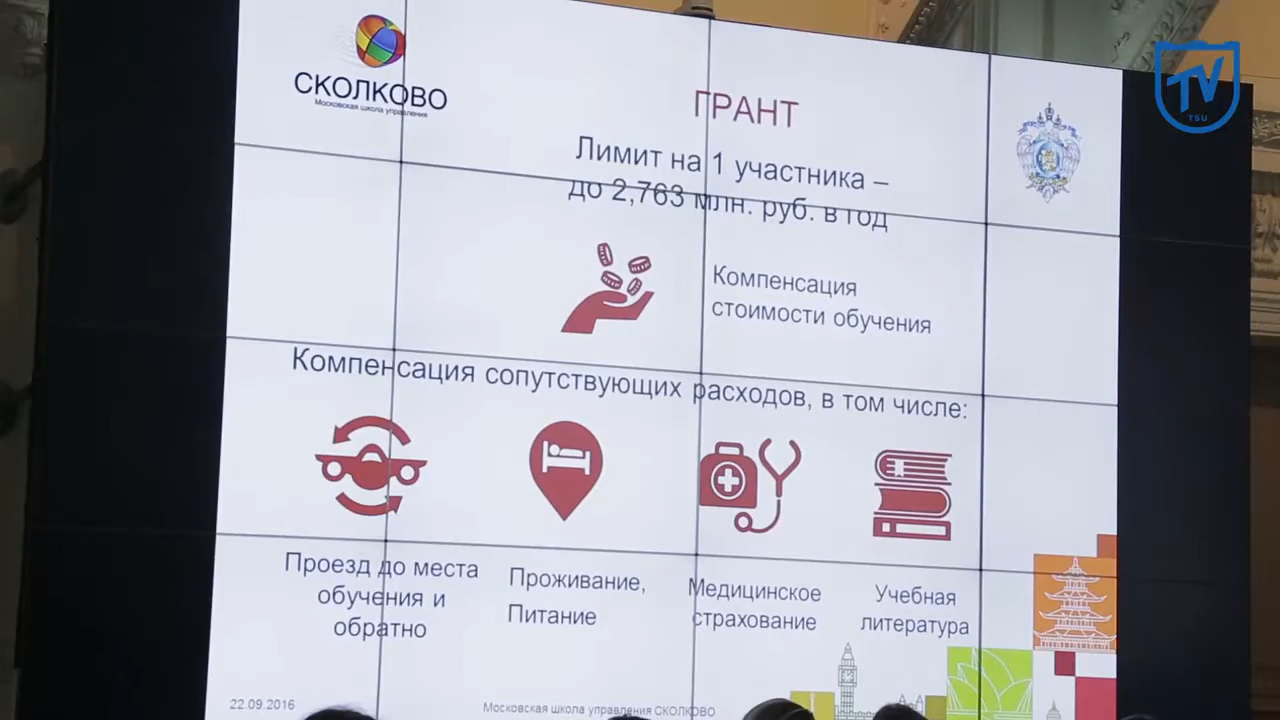 СКОЛКОВО
Московская школа управления
ГРАНТ
TV
TSU
Лимит на 1 участника –
до 2,763 млн. руб. в год
Компенсация
стоимости обучения
Компенсация сопутствующих расходов, в том числе:
Проезд до места
обучения и
обратно
Проживание,
Питание
Медицинское
страхование
Учебная
литература
22.09.2016
Московская школа управления СКОЛКОВО